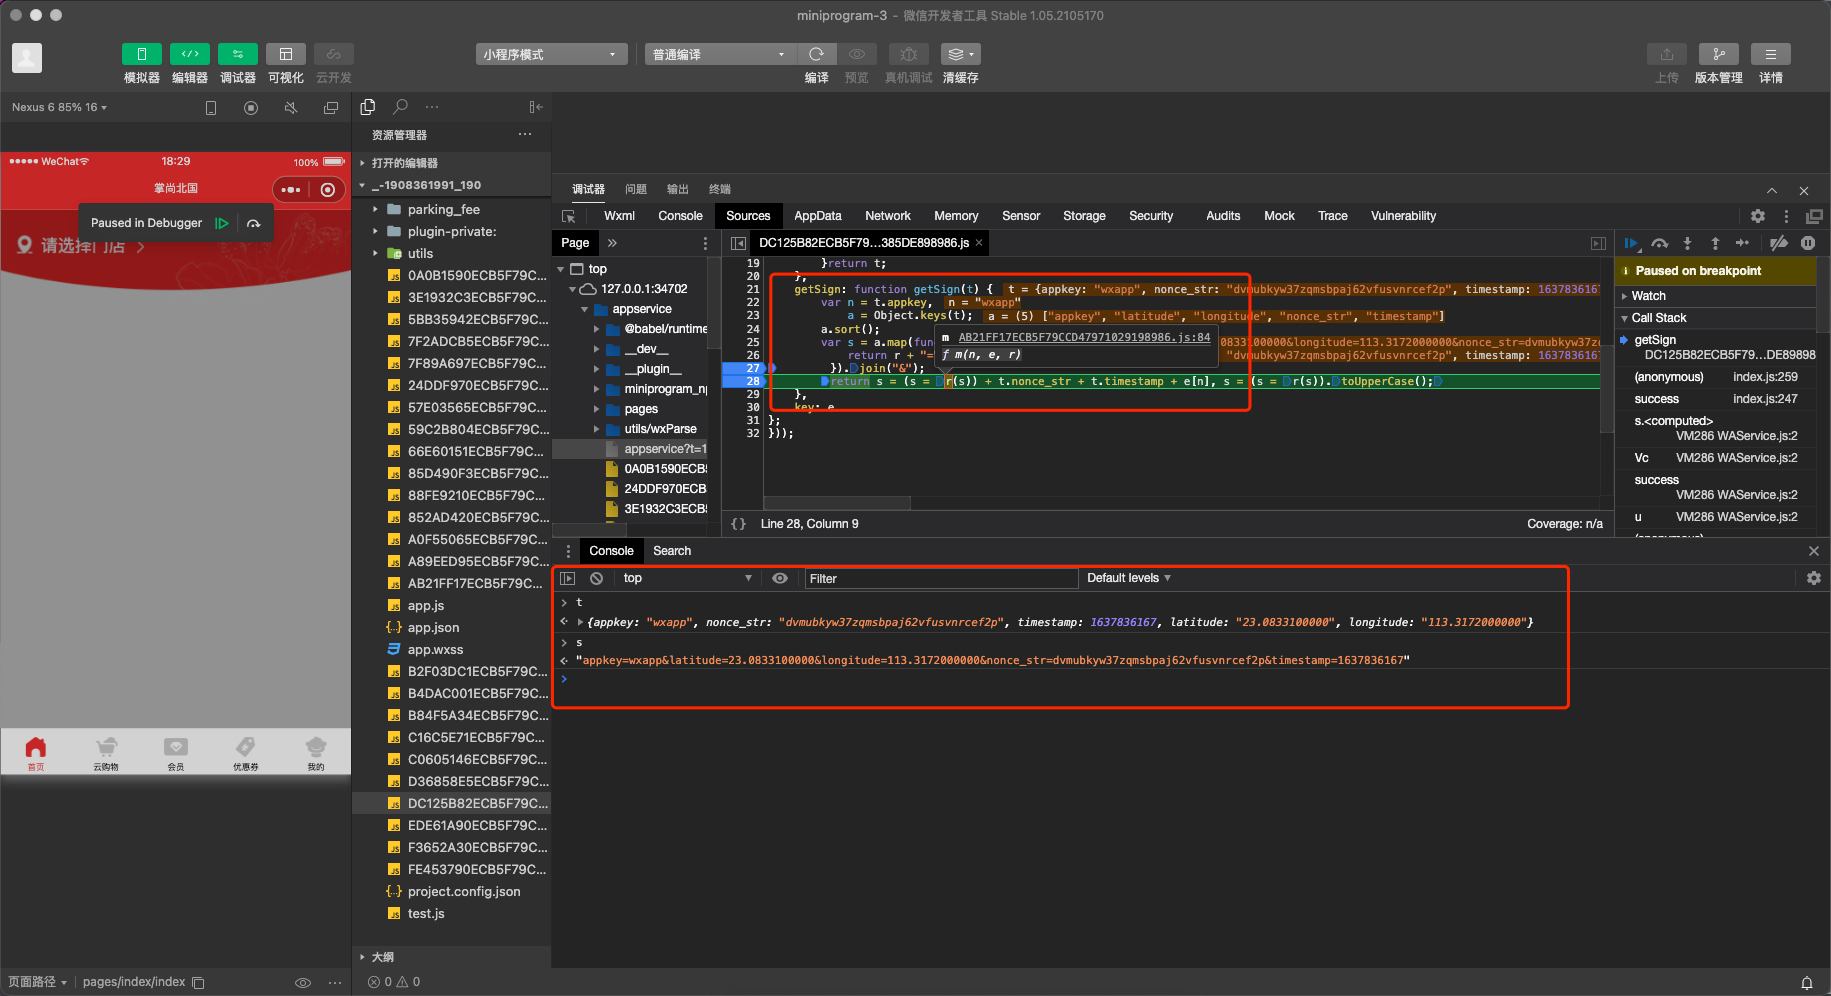 miniprogram-3 - 微信开发者工具 Stable 1.05.2105170
模拟器 编辑器 调试器 可视化 云开发
小程序模式 普通编译
编译 预览 真机调试 清缓存
上传 版本管理 详情
Nexus 6 85% 16
WeChat 18:29 100%
掌尚北国
Paused in Debugger
请选择门店
首页 云购物 会员 优惠券 我的
页面路径 pages/index/index
资源管理器
打开的编辑器
_-1908361991_190
parking_fee
plugin-private:
utils
0A0B1590ECB5F79C...
3E1932C3ECB5F79C...
5BB35942ECB5F79C...
7F2ADCB5ECB5F79C...
7F89A697ECB5F79C...
24DDF970ECB5F79C...
57E03565ECB5F79C...
59C2B804ECB5F79C...
66E60151ECB5F79C...
85D490F3ECB5F79C...
88FE9210ECB5F79C...
852AD420ECB5F79C...
A0F55065ECB5F79C...
A89EED95ECB5F79C...
AB21FF17ECB5F79C...
app.js
app.json
app.wxss
B2F03DC1ECB5F79C...
B4DAC001ECB5F79C...
B84F5A34ECB5F79C...
C16C5E71ECB5F79C...
C0605146ECB5F79C...
D36858E5ECB5F79C...
DC125B82ECB5F79C...
EDE61A90ECB5F79C...
F3652A30ECB5F79C...
FE453790ECB5F79C...
project.config.json
test.js
大纲
0 0
调试器 问题 输出 终端
Wxml Console Sources AppData Network Memory Sensor Storage Security Audits Mock Trace Vulnerability
Page »
top
127.0.0.1:34702
appservice
@babel/runtime
__dev__
__plugin__
miniprogram_np
pages
utils/wxParse
appservice?t=1
0A0B1590ECB5
24DDF970ECB
3E1932C3ECB5
DC125B82ECB5F79...385DE898986.js ×
19 }return t;
20 },
21 getSign: function getSign(t) { t = {appkey: "wxapp", nonce_str: "dvmubkyw37zqmsbpaj62vfusvnrcef2p", timestamp: 1637836167
22 var n = t.appkey, n = "wxapp"
23 a = Object.keys(t); a = (5) ["appkey", "latitude", "longitude", "nonce_str", "timestamp"]
24 a.sort();
25 var s = a.map(fun 0833100000&longitude=113.3172000000&nonce_str=dvmubkyw37zq
26 return r + "= "dvmubkyw37zqmsbpaj62vfusvnrcef2p", timestamp: 1637836167
27 }).join("&");
28 return s = (s = r(s)) + t.nonce_str + t.timestamp + e[n], s = (s = r(s)).toUpperCase();
29 },
30 key: e
31 };
32 }));
m AB21FF17ECB5F79CCD47971029198986.js:84
ƒ m(n, e, r)
{} Line 28, Column 9 Coverage: n/a
Paused on breakpoint
Watch
Call Stack
getSign
DC125B82ECB5F79...DE89898
(anonymous) index.js:259
success index.js:247
s.<computed>
VM286 WAService.js:2
Vc VM286 WAService.js:2
success
VM286 WAService.js:2
u VM286 WAService.js:2
(anonymous)
Console Search
top Filter Default levels
t
{appkey: "wxapp", nonce_str: "dvmubkyw37zqmsbpaj62vfusvnrcef2p", timestamp: 1637836167, latitude: "23.0833100000", longitude: "113.3172000000"}
s
"appkey=wxapp&latitude=23.0833100000&longitude=113.3172000000&nonce_str=dvmubkyw37zqmsbpaj62vfusvnrcef2p&timestamp=1637836167"